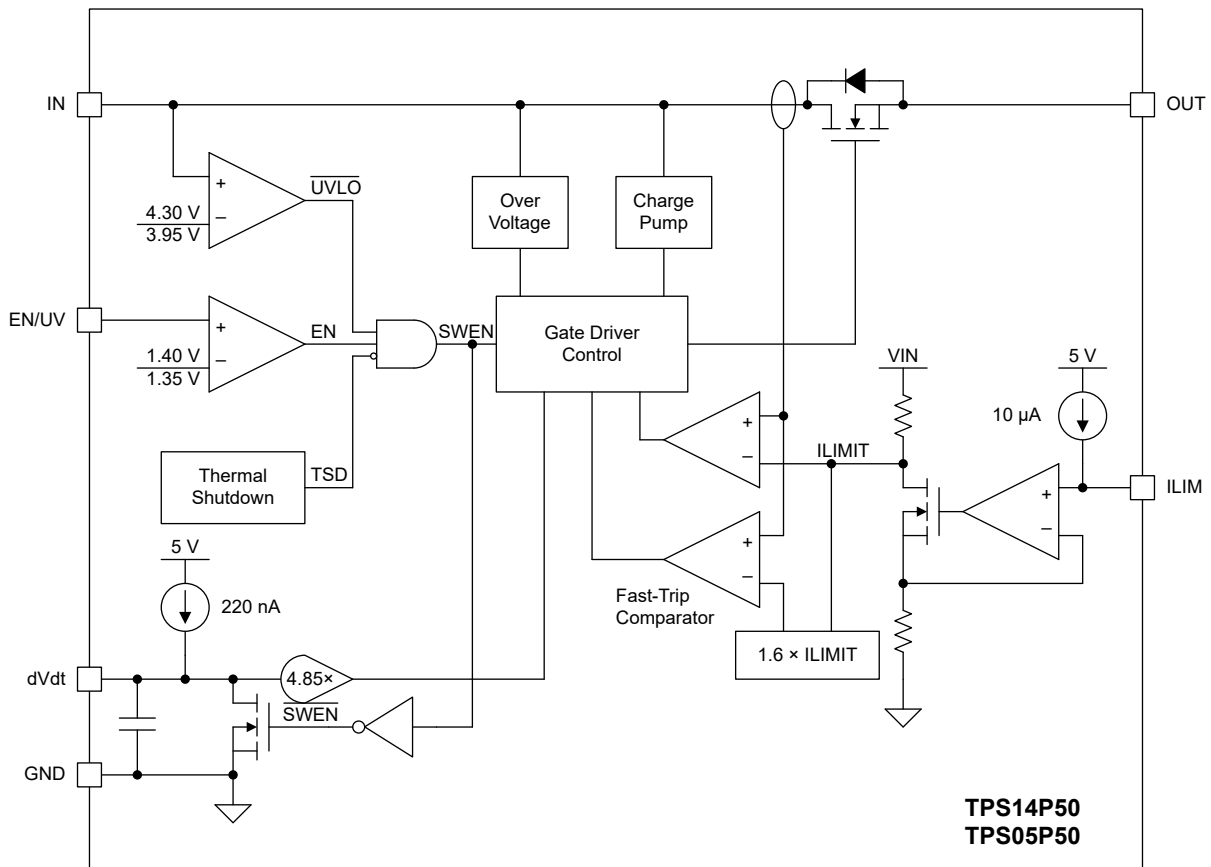 IN
OUT
+
UVLO
4.30 V
−
3.95 V
Over
Voltage
Charge
Pump
EN/UV
+
EN
1.40 V
−
1.35 V
SWEN
Gate Driver
Control
VIN
5 V
10 µA
+
−
ILIMIT
Thermal
Shutdown
TSD
+
−
ILIM
+
−
Fast-Trip
Comparator
1.6 × ILIMIT
5 V
220 nA
dVdt
4.85×
SWEN
GND
TPS14P50
TPS05P50